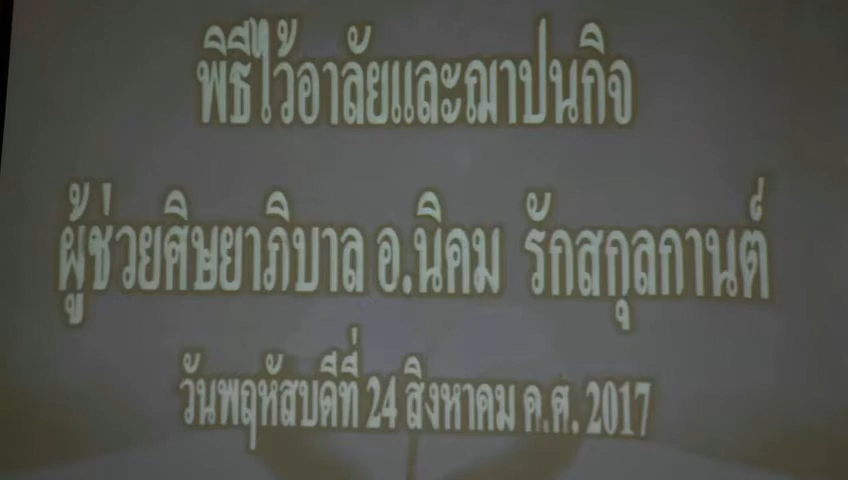 พิธีไว้อาลัยและฌาปนกิจ
ผู้ช่วยศิษยาภิบาล อ.นิคม รักสกุลกานต์
วันพฤหัสบดีที่ 24 สิงหาคม ค.ศ. 2017